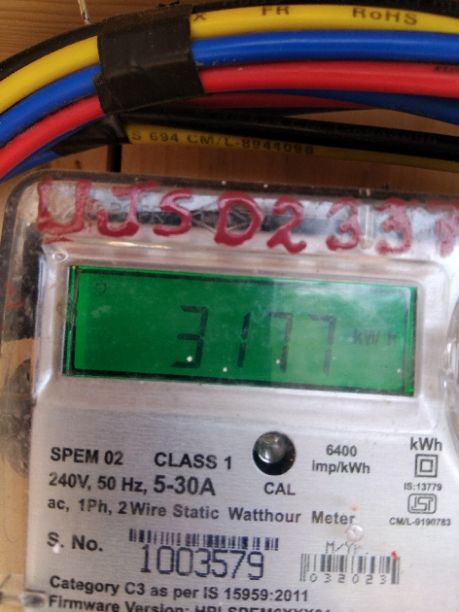 FR RoHS
S 694 CM/L-8944098
UJSD2337
3177 kWh
SPEM 02 CLASS 1
6400 imp/kWh
kWh
240V, 50 Hz, 5-30A
CAL
IS:13779
ac, 1Ph, 2 Wire Static Watthour Meter
CM/L-9190783
S. No. 1003579
M/Yr
032023
Category C3 as per IS 15959:2011
Firmware Version: